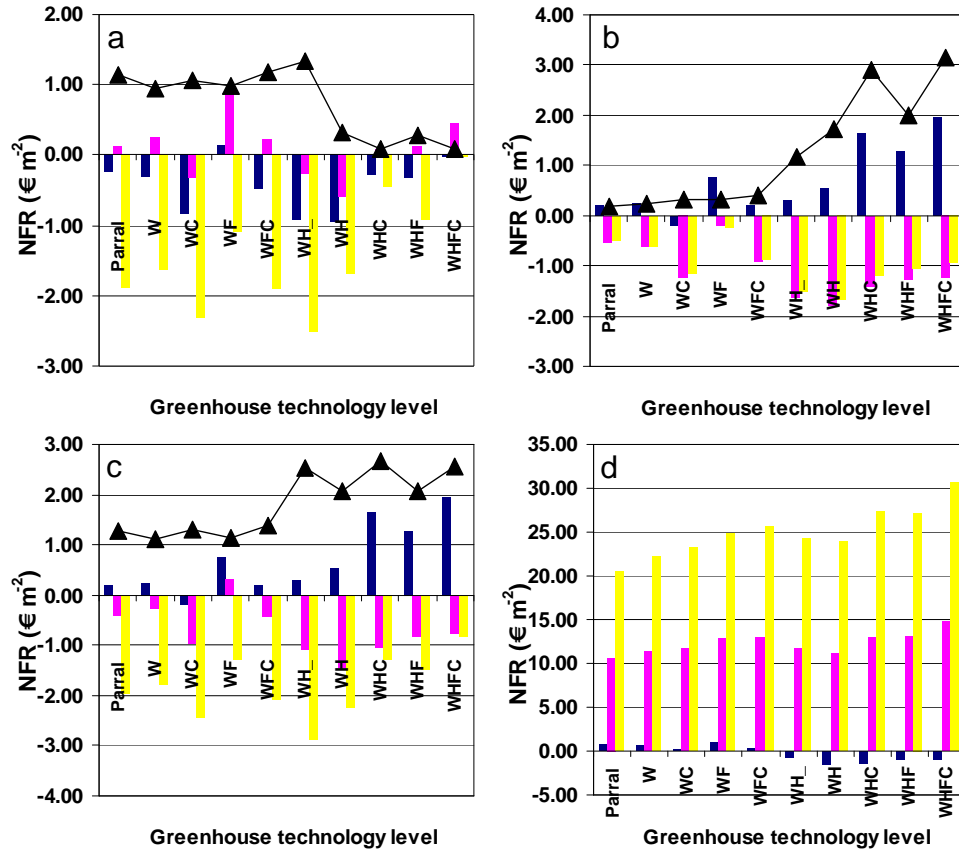 a
2.00
1.00
0.00
-1.00
-2.00
-3.00
NFR (€ m-2)
Parral
W
WC
WF
WFC
WH_
WH
WHC
WHF
WHFC
Greenhouse technology level
b
4.00
3.00
2.00
1.00
0.00
-1.00
-2.00
-3.00
NFR (€ m-2)
Parral
W
WC
WF
WFC
WH_
WH
WHC
WHF
WHFC
Greenhouse technology level
c
3.00
2.00
1.00
0.00
-1.00
-2.00
-3.00
-4.00
NFR (€ m-2)
Parral
W
WC
WF
WFC
WH_
WH
WHC
WHF
WHFC
Greenhouse technology level
d
35.00
30.00
25.00
20.00
15.00
10.00
5.00
0.00
-5.00
NFR (€ m-2)
Parral
W
WC
WF
WFC
WH_
WH
WHC
WHF
WHFC
Greenhouse technology level